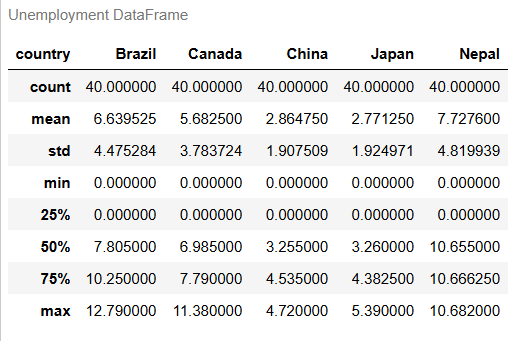 Unemployment DataFrame
country Brazil Canada China Japan Nepal
count 40.000000 40.000000 40.000000 40.000000 40.000000
mean 6.639525 5.682500 2.864750 2.771250 7.727600
std 4.475284 3.783724 1.907509 1.924971 4.819939
min 0.000000 0.000000 0.000000 0.000000 0.000000
25% 0.000000 0.000000 0.000000 0.000000 0.000000
50% 7.805000 6.985000 3.255000 3.260000 10.655000
75% 10.250000 7.790000 4.535000 4.382500 10.666250
max 12.790000 11.380000 4.720000 5.390000 10.682000